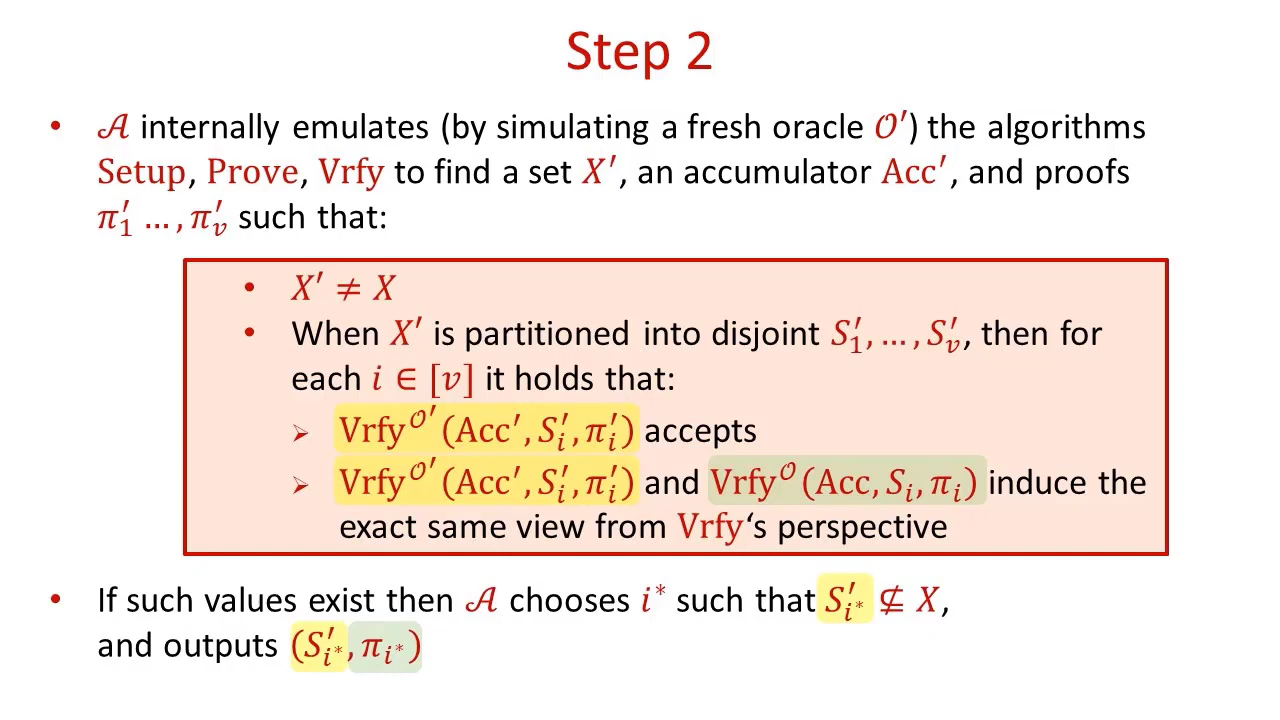 Step 2
• 𝒜 internally emulates (by simulating a fresh oracle 𝒪′) the algorithms
Setup, Prove, Vrfy to find a set X′, an accumulator Acc′, and proofs
π′₁ … , π′ᵥ such that:
• X′ ≠ X
• When X′ is partitioned into disjoint S′₁, … , S′ᵥ, then for
each i ∈ [v] it holds that:
➢ Vrfy^𝒪′(Acc′, S′ᵢ, π′ᵢ) accepts
➢ Vrfy^𝒪′(Acc′, S′ᵢ, π′ᵢ) and Vrfy^𝒪(Acc, Sᵢ, πᵢ) induce the
exact same view from Vrfy‘s perspective
• If such values exist then 𝒜 chooses i* such that S′ᵢ* ⊈ X,
and outputs (S′ᵢ*, πᵢ*)